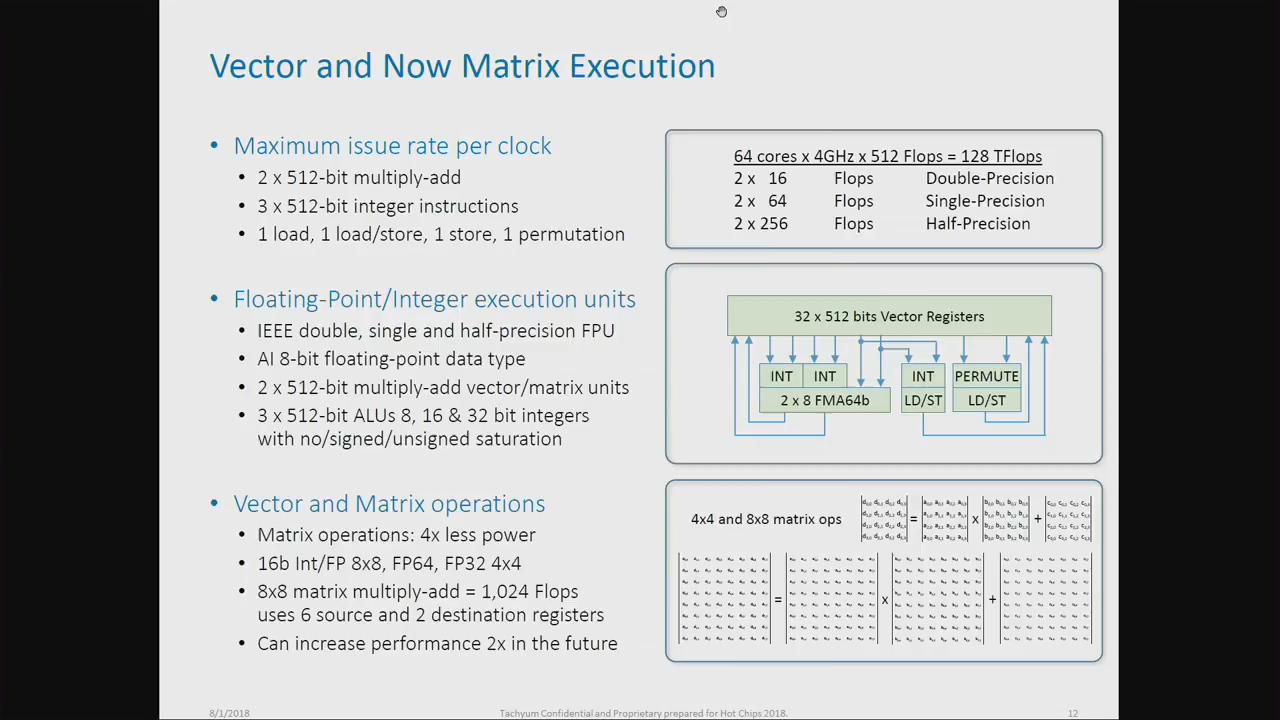 Vector and Now Matrix Execution
• Maximum issue rate per clock
• 2 x 512-bit multiply-add
• 3 x 512-bit integer instructions
• 1 load, 1 load/store, 1 store, 1 permutation
• Floating-Point/Integer execution units
• IEEE double, single and half-precision FPU
• AI 8-bit floating-point data type
• 2 x 512-bit multiply-add vector/matrix units
• 3 x 512-bit ALUs 8, 16 & 32 bit integers
with no/signed/unsigned saturation
• Vector and Matrix operations
• Matrix operations: 4x less power
• 16b Int/FP 8x8, FP64, FP32 4x4
• 8x8 matrix multiply-add = 1,024 Flops
uses 6 source and 2 destination registers
• Can increase performance 2x in the future
64 cores x 4GHz x 512 Flops = 128 TFlops
2 x 16 Flops Double-Precision
2 x 64 Flops Single-Precision
2 x 256 Flops Half-Precision
32 x 512 bits Vector Registers
INT INT INT PERMUTE
2 x 8 FMA64b LD/ST LD/ST
4x4 and 8x8 matrix ops
= x +
= x +
8/1/2018 Tachyum Confidential and Proprietary prepared for Hot Chips 2018. 12